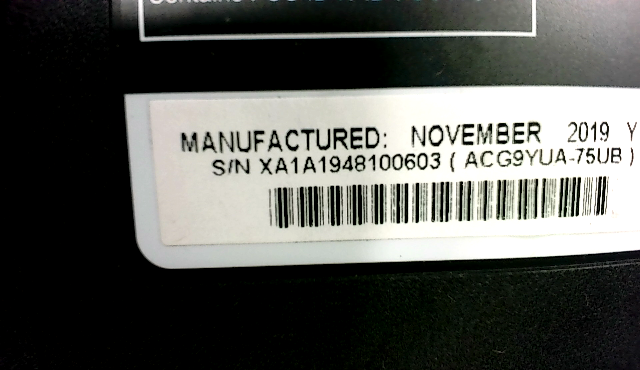 MANUFACTURED: NOVEMBER 2019 Y
S/N XA1A1948100603 ( ACG9YUA-75UB )